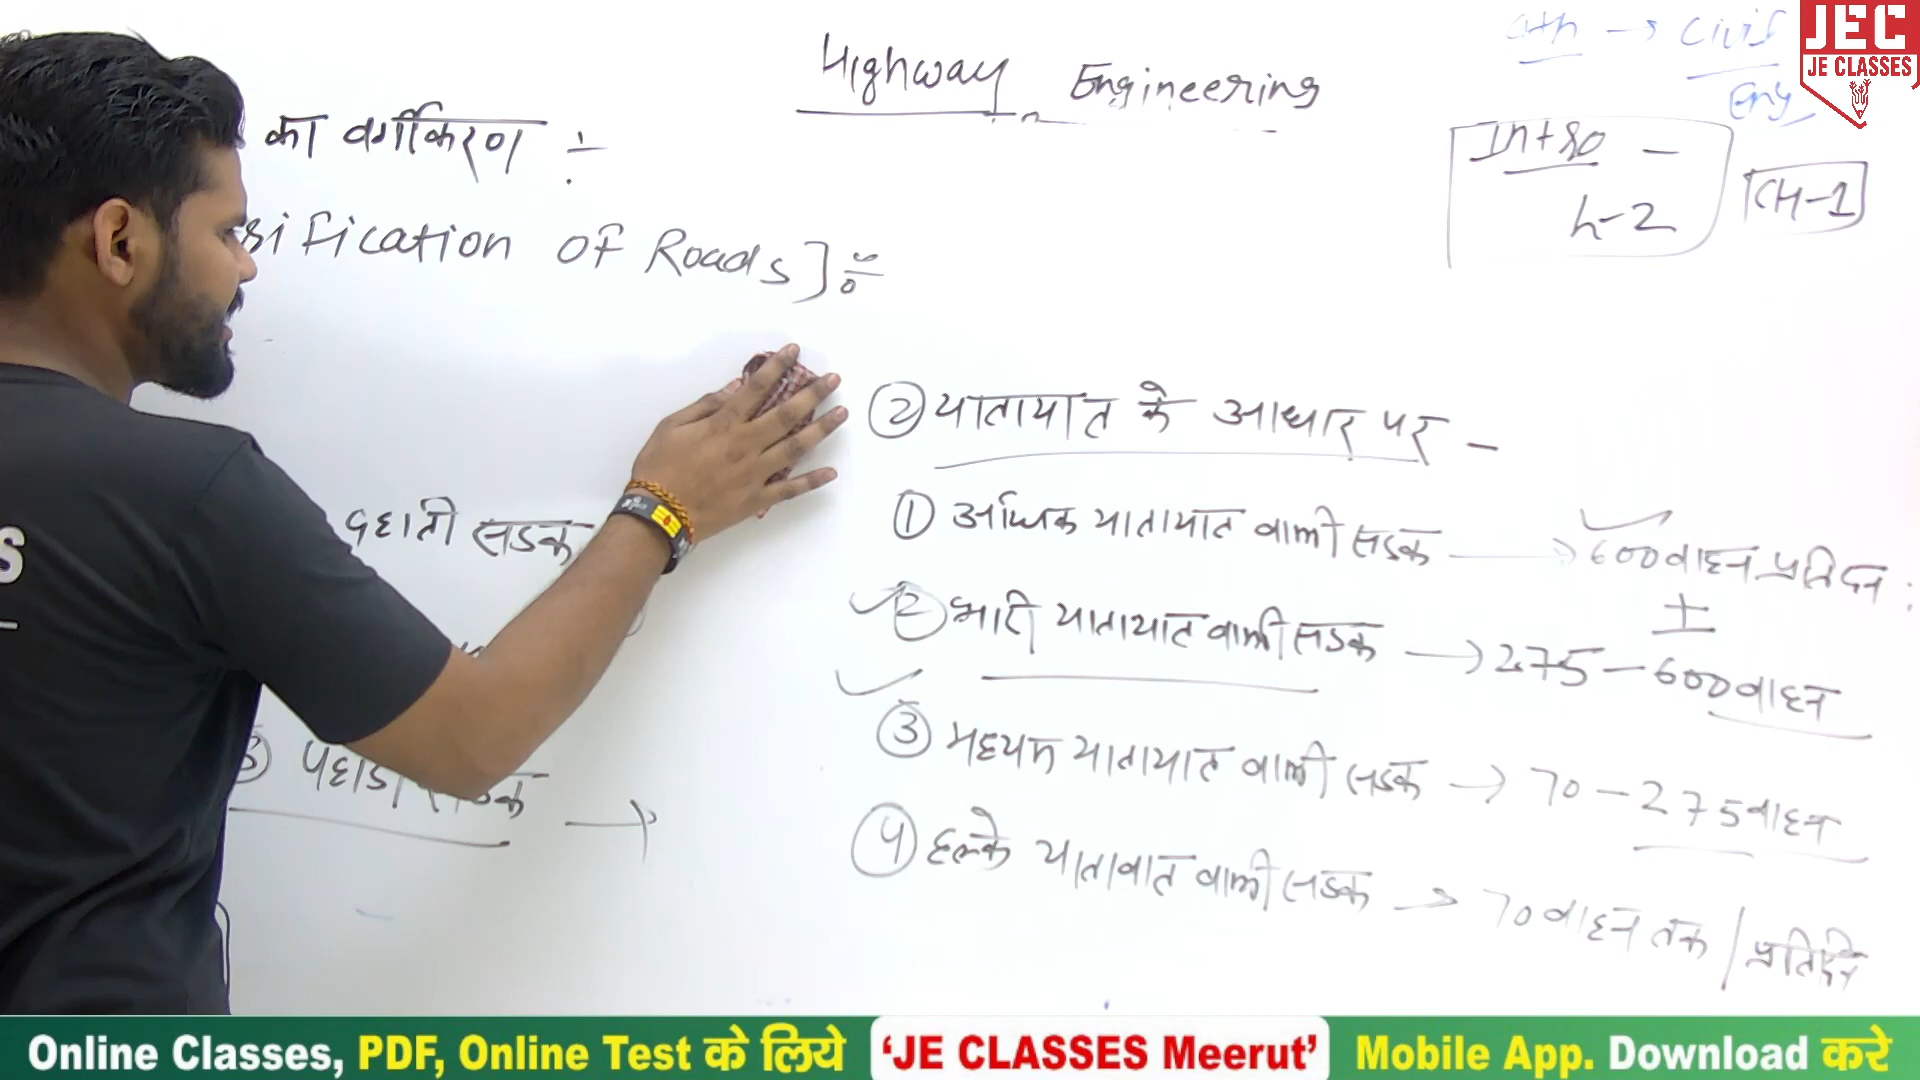 Highway Engineering
4th → Civil
Eng
JEC
JE CLASSES
Intro –
L-2
CH-1
का वर्गीकरण ÷
sification of Roads] ÷
② यातायात के आधार पर –
① अधिक यातायात वाली सड़क → 600 वाहन प्रतिदिन :
+
② भारी यातायात वाली सड़क → 275 – 600 वाहन
③ मध्यम यातायात वाली सड़क → 70 – 275 वाहन
④ हल्के यातायात वाली सड़क → 70 वाहन तक / प्रतिदिन
देहाती सड़क
③ पहाडी सड़क →
S
Online Classes, PDF, Online Test के लिये 'JE CLASSES Meerut' Mobile App. Download करे